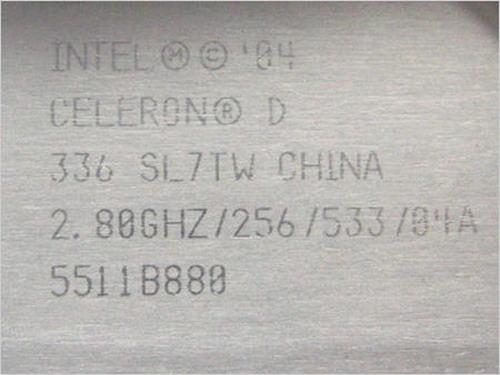 INTEL Ⓜ © '04
CELERON® D
336 SL7TW CHINA
2.80GHZ/256/533/04A
5511B880